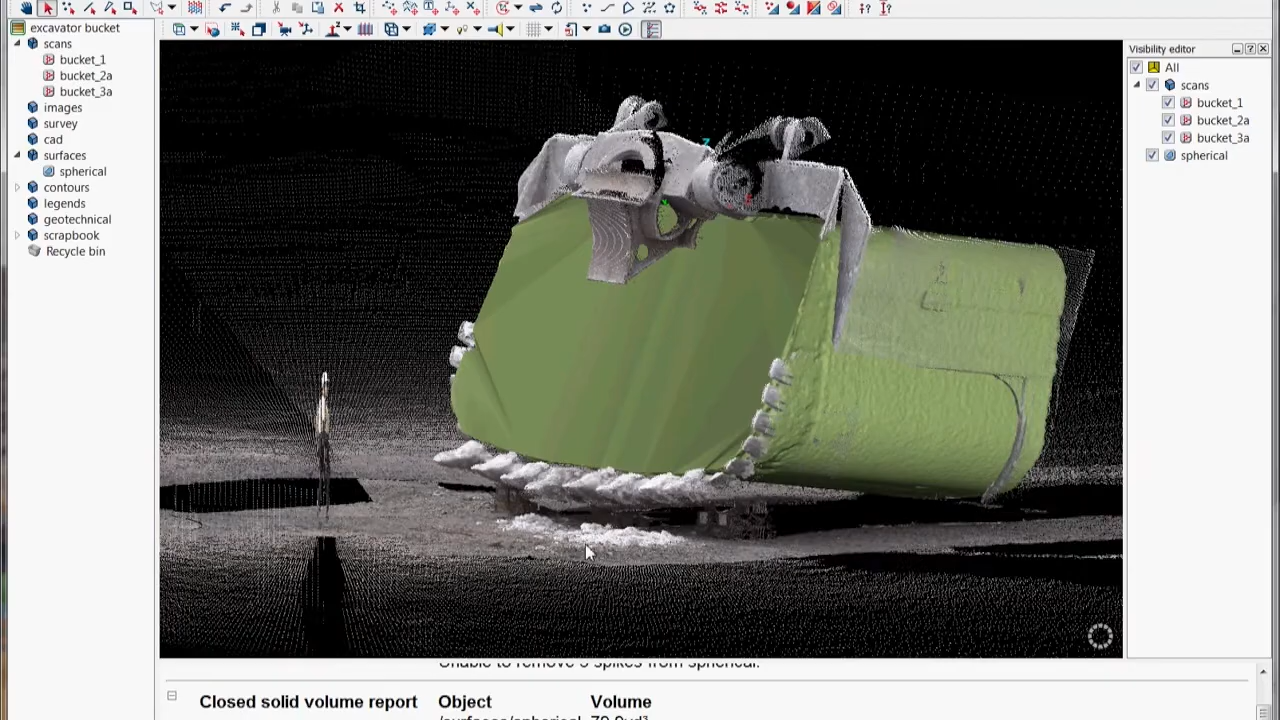 excavator bucket
scans
bucket_1
bucket_2a
bucket_3a
images
survey
cad
surfaces
spherical
contours
legends
geotechnical
scrapbook
Recycle bin
Visibility editor
All
scans
bucket_1
bucket_2a
bucket_3a
spherical
Z
Unable to remove 5 spikes from spherical.
Closed solid volume report Object Volume
/surfaces/spherical